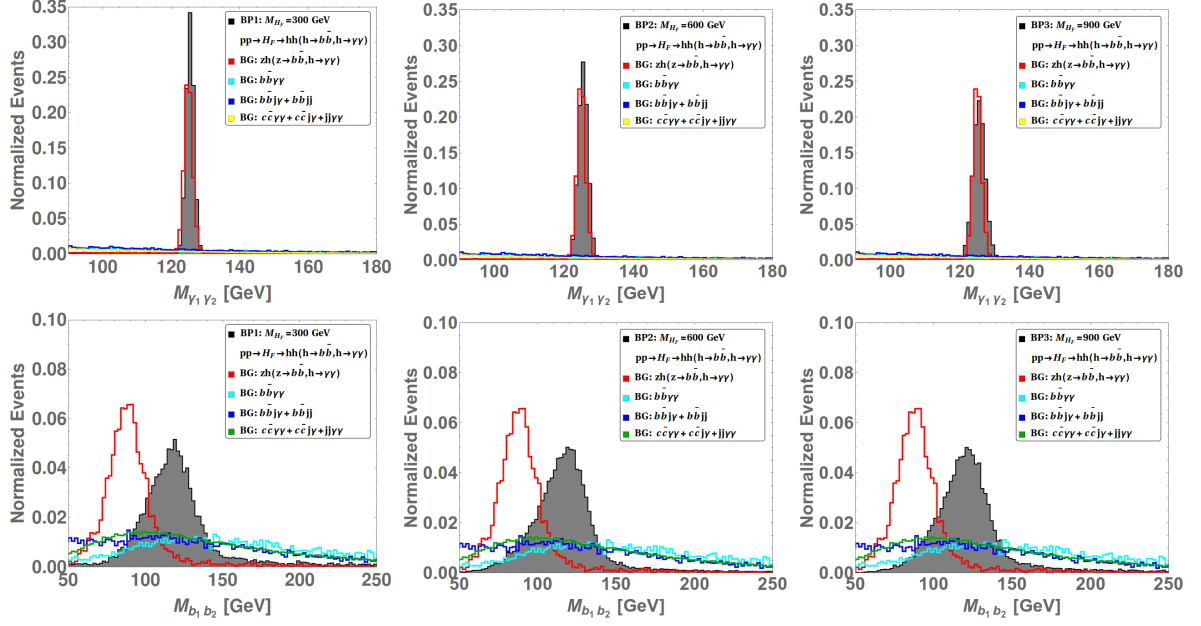 0.35
0.30
0.25
0.20
0.15
0.10
0.05
0.00
Normalized Events
100
120
140
160
180
M_{γ₁ γ₂} [GeV]
BP1: M_{H_F}=300 GeV
pp→H_F→hh(h→bb̄,h→γγ)
BG: zh(z→bb̄,h→γγ)
BG: bb̄γγ
BG: bb̄jγ+bb̄jj
BG: cc̄γγ+cc̄jγ+jjγγ
0.35
0.30
0.25
0.20
0.15
0.10
0.05
0.00
Normalized Events
100
120
140
160
180
M_{γ₁ γ₂} [GeV]
BP2: M_{H_F}=600 GeV
pp→H_F→hh(h→bb̄,h→γγ)
BG: zh(z→bb̄,h→γγ)
BG: bb̄γγ
BG: bb̄jγ+bb̄jj
BG: cc̄γγ+cc̄jγ+jjγγ
0.35
0.30
0.25
0.20
0.15
0.10
0.05
0.00
Normalized Events
100
120
140
160
180
M_{γ₁ γ₂} [GeV]
BP3: M_{H_F}=900 GeV
pp→H_F→hh(h→bb̄,h→γγ)
BG: zh(z→bb̄,h→γγ)
BG: bb̄γγ
BG: bb̄jγ+bb̄jj
BG: cc̄γγ+cc̄jγ+jjγγ
0.10
0.08
0.06
0.04
0.02
0.00
Normalized Events
50
100
150
200
250
M_{b₁ b₂} [GeV]
BP1: M_{H_F}=300 GeV
pp→H_F→hh(h→bb̄,h→γγ)
BG: zh(z→bb̄,h→γγ)
BG: bb̄γγ
BG: bb̄jγ+bb̄jj
BG: cc̄γγ+cc̄jγ+jjγγ
0.10
0.08
0.06
0.04
0.02
0.00
Normalized Events
50
100
150
200
250
M_{b₁ b₂} [GeV]
BP2: M_{H_F}=600 GeV
pp→H_F→hh(h→bb̄,h→γγ)
BG: zh(z→bb̄,h→γγ)
BG: bb̄γγ
BG: bb̄jγ+bb̄jj
BG: cc̄γγ+cc̄jγ+jjγγ
0.10
0.08
0.06
0.04
0.02
0.00
Normalized Events
50
100
150
200
250
M_{b₁ b₂} [GeV]
BP3: M_{H_F}=900 GeV
pp→H_F→hh(h→bb̄,h→γγ)
BG: zh(z→bb̄,h→γγ)
BG: bb̄γγ
BG: bb̄jγ+bb̄jj
BG: cc̄γγ+cc̄jγ+jjγγ